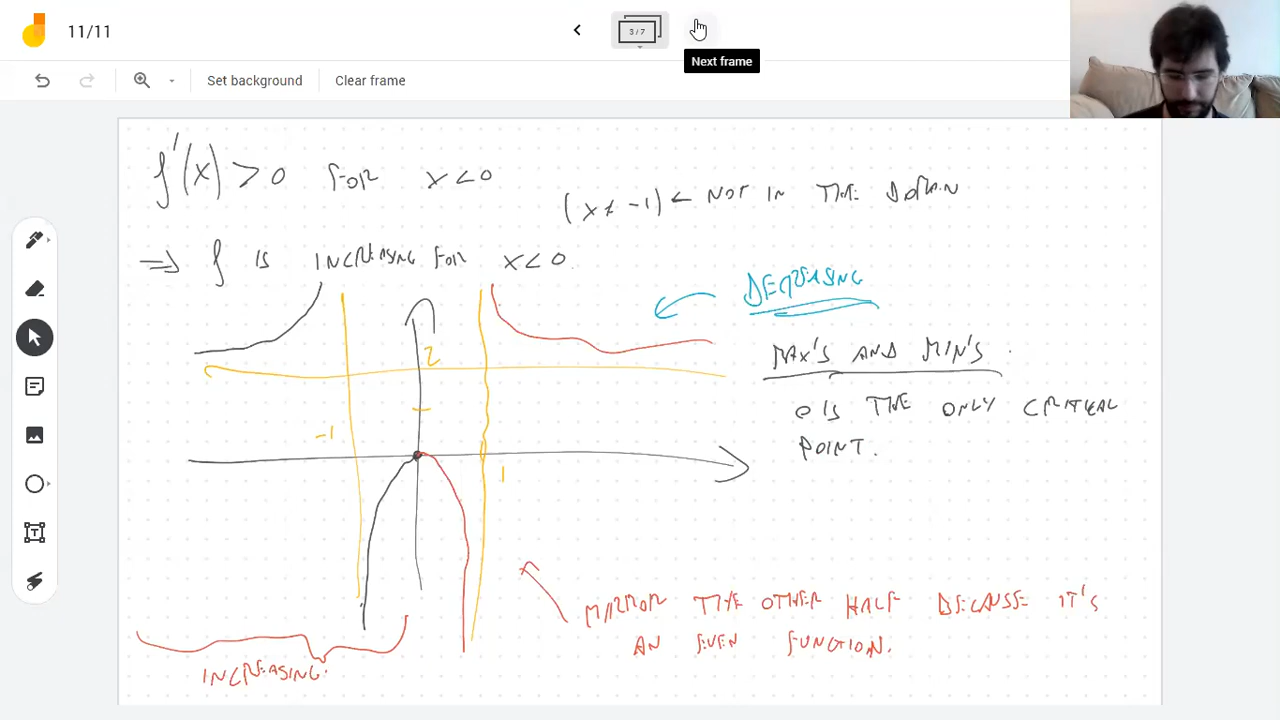 11/11
3/7
Next frame
Set background
Clear frame
f'(x) > 0 FOR x < 0
(x ≠ -1) ← NOT IN THE DOMAIN
⇒ f IS INCREASING FOR x < 0.
DECREASING
2
MAX'S AND MIN'S.
0 IS THE ONLY CRITICAL
POINT.
-1
1
MIRROR THE OTHER HALF BECAUSE IT'S
AN EVEN FUNCTION.
INCREASING.